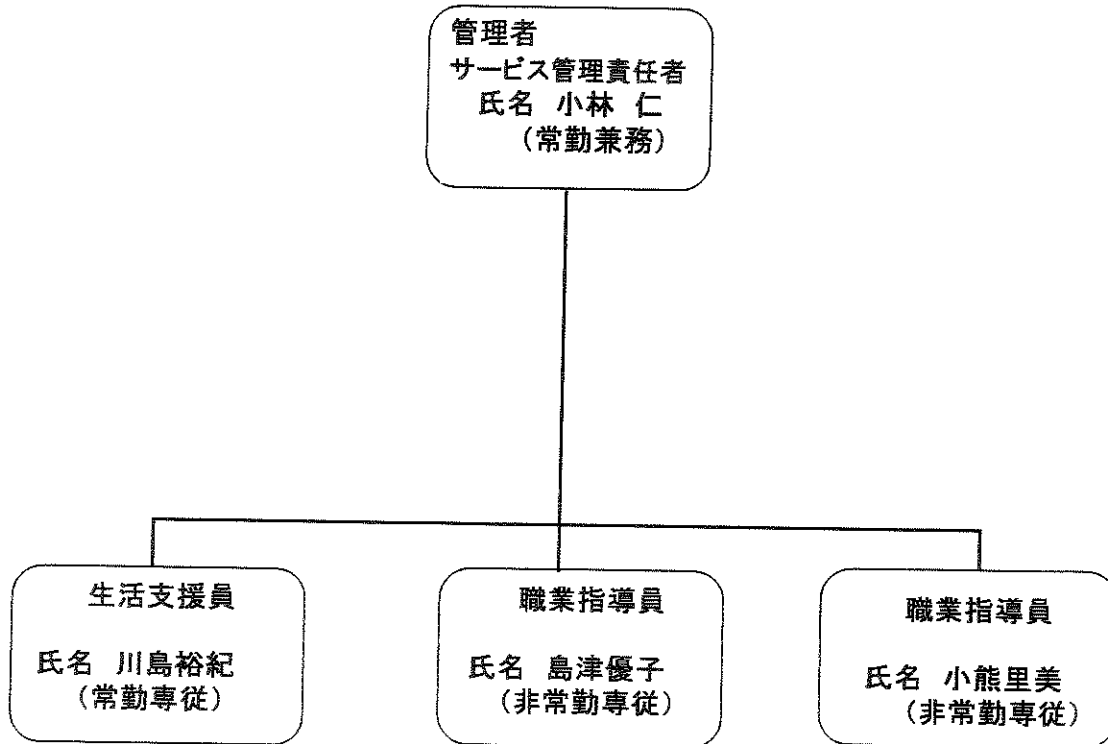 管理者
サービス管理責任者
氏名 小林 仁
(常勤兼務)
生活支援員
氏名 川島裕紀
(常勤専従)
職業指導員
氏名 島津優子
(非常勤専従)
職業指導員
氏名 小熊里美
(非常勤専従)